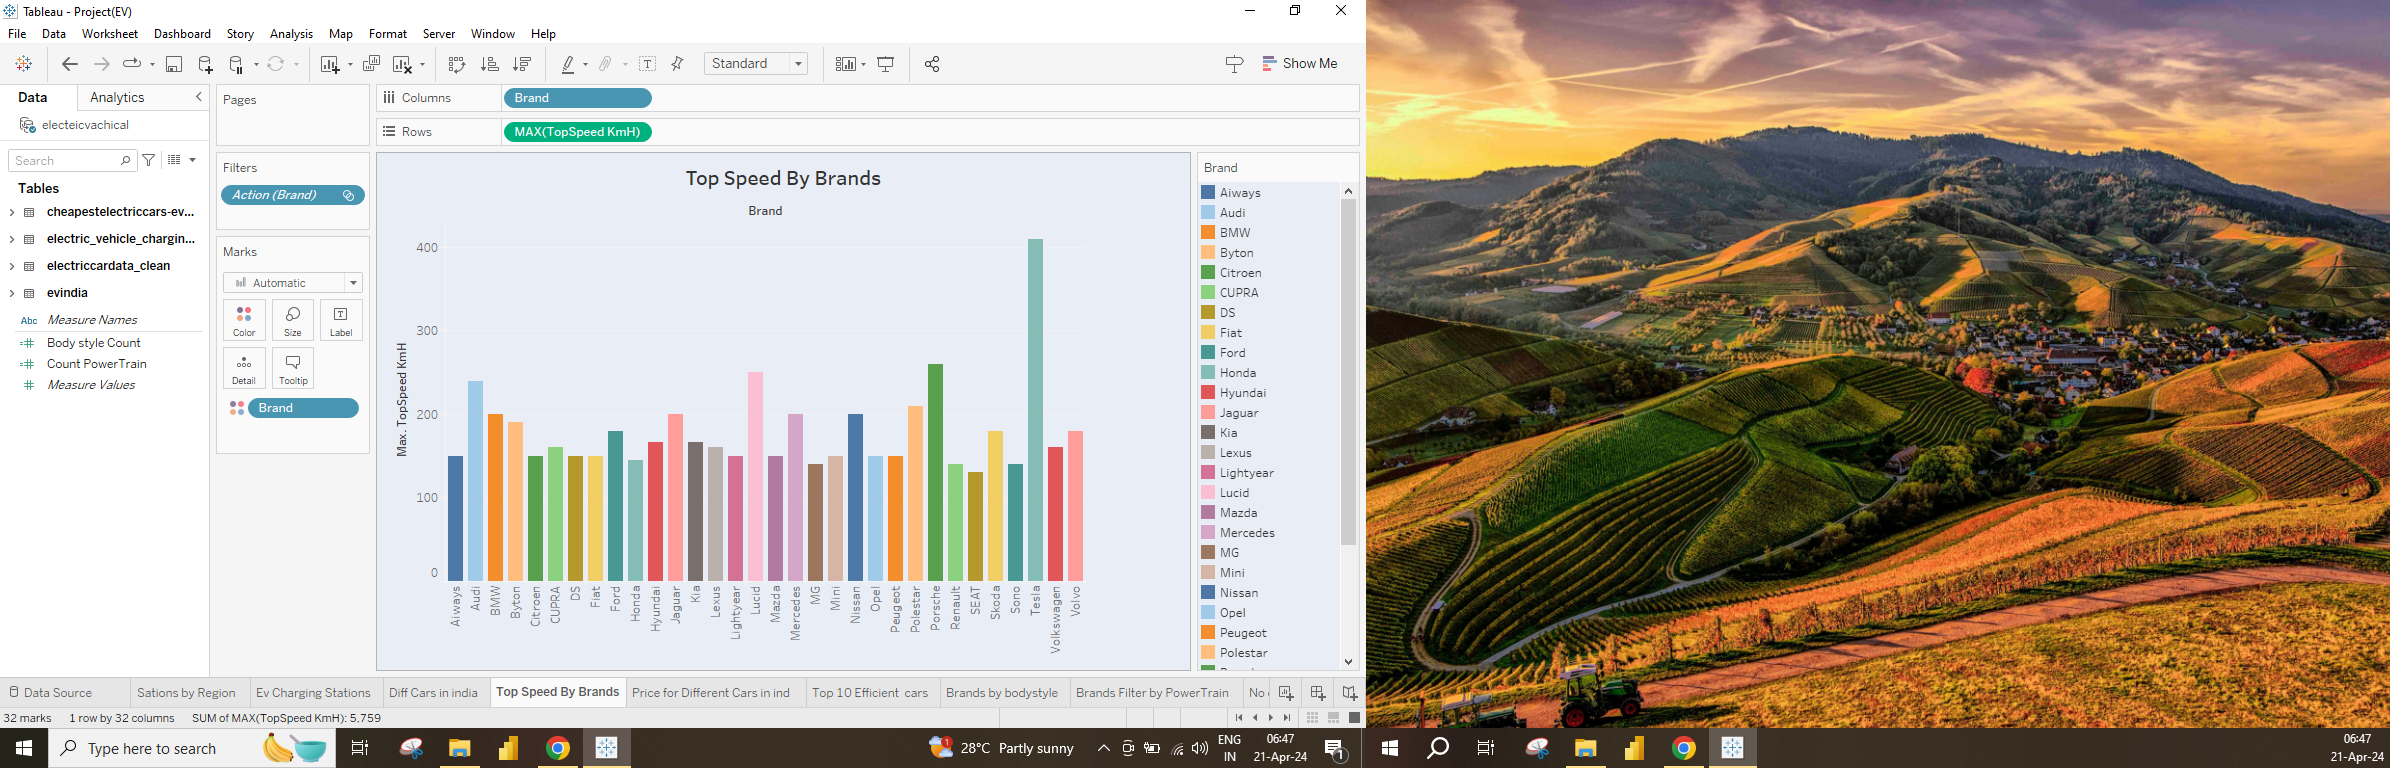 Tableau - Project(EV)
File Data Worksheet Dashboard Story Analysis Map Format Server Window Help
Standard
Show Me
Data Analytics
electeicvachical
Search
Tables
cheapestelectriccars-ev...
electric_vehicle_chargin...
electriccardata_clean
evindia
Abc Measure Names
Body style Count
Count PowerTrain
Measure Values
Pages
Filters
Action (Brand)
Marks
Automatic
Color Size Label
Detail Tooltip
Brand
Columns Brand
Rows MAX(TopSpeed KmH)
Top Speed By Brands
Brand
Max. TopSpeed KmH
400
300
200
100
0
Aiways Audi BMW Byton Citroen CUPRA DS Fiat Ford Honda Hyundai Jaguar Kia Lexus Lightyear Lucid Mazda Mercedes MG Mini Nissan Opel Peugeot Polestar Porsche Renault SEAT Skoda Sono Tesla Volkswagen Volvo
Brand
Aiways
Audi
BMW
Byton
Citroen
CUPRA
DS
Fiat
Ford
Honda
Hyundai
Jaguar
Kia
Lexus
Lightyear
Lucid
Mazda
Mercedes
MG
Mini
Nissan
Opel
Peugeot
Polestar
Data Source Sations by Region Ev Charging Stations Diff Cars in india Top Speed By Brands Price for Different Cars in ind Top 10 Efficient cars Brands by bodystyle Brands Filter by PowerTrain No
32 marks 1 row by 32 columns SUM of MAX(TopSpeed KmH): 5,759
Type here to search
1
28°C Partly sunny
ENG
IN
06:47
21-Apr-24
1
06:47
21-Apr-24